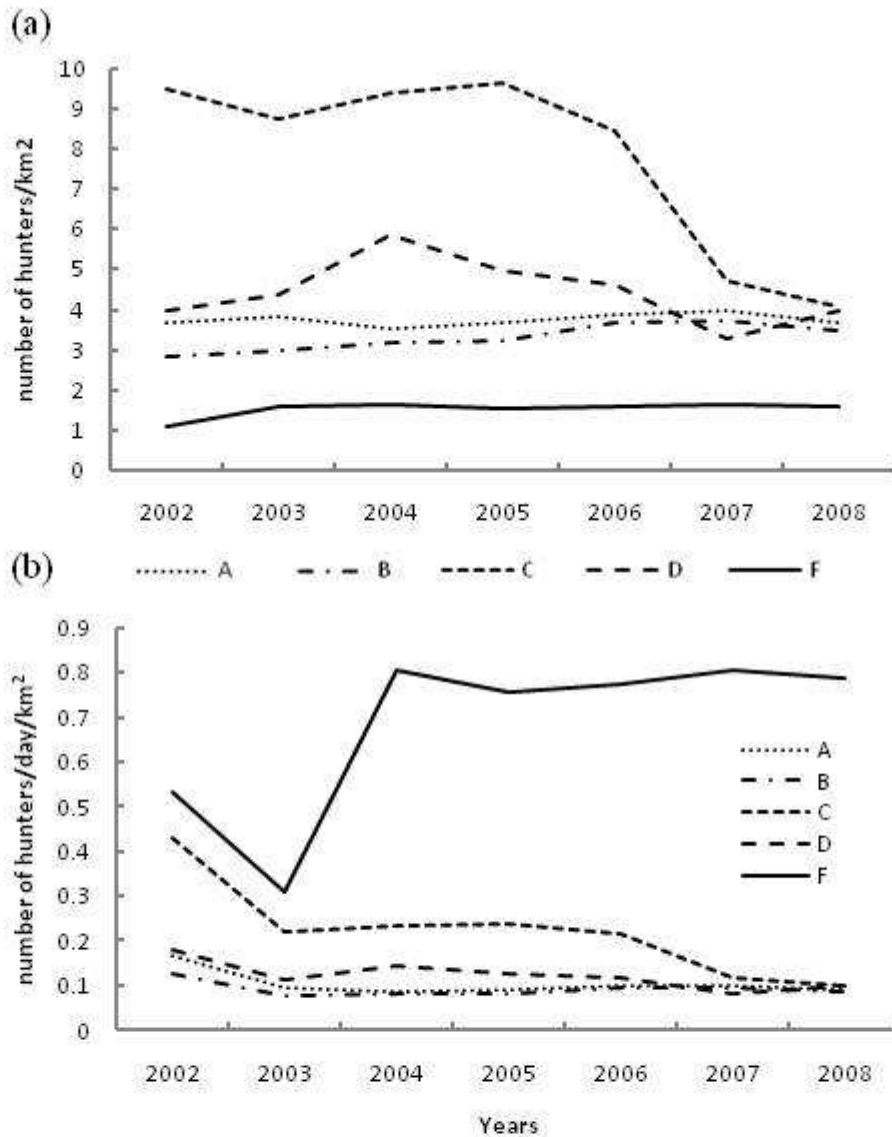 (a)
number of hunters/km2
10
9
8
7
6
5
4
3
2
1
0
2002 2003 2004 2005 2006 2007 2008
A B C D F
(b)
number of hunters/day/km²
0.9
0.8
0.7
0.6
0.5
0.4
0.3
0.2
0.1
0
A
B
C
D
F
2002 2003 2004 2005 2006 2007 2008
Years